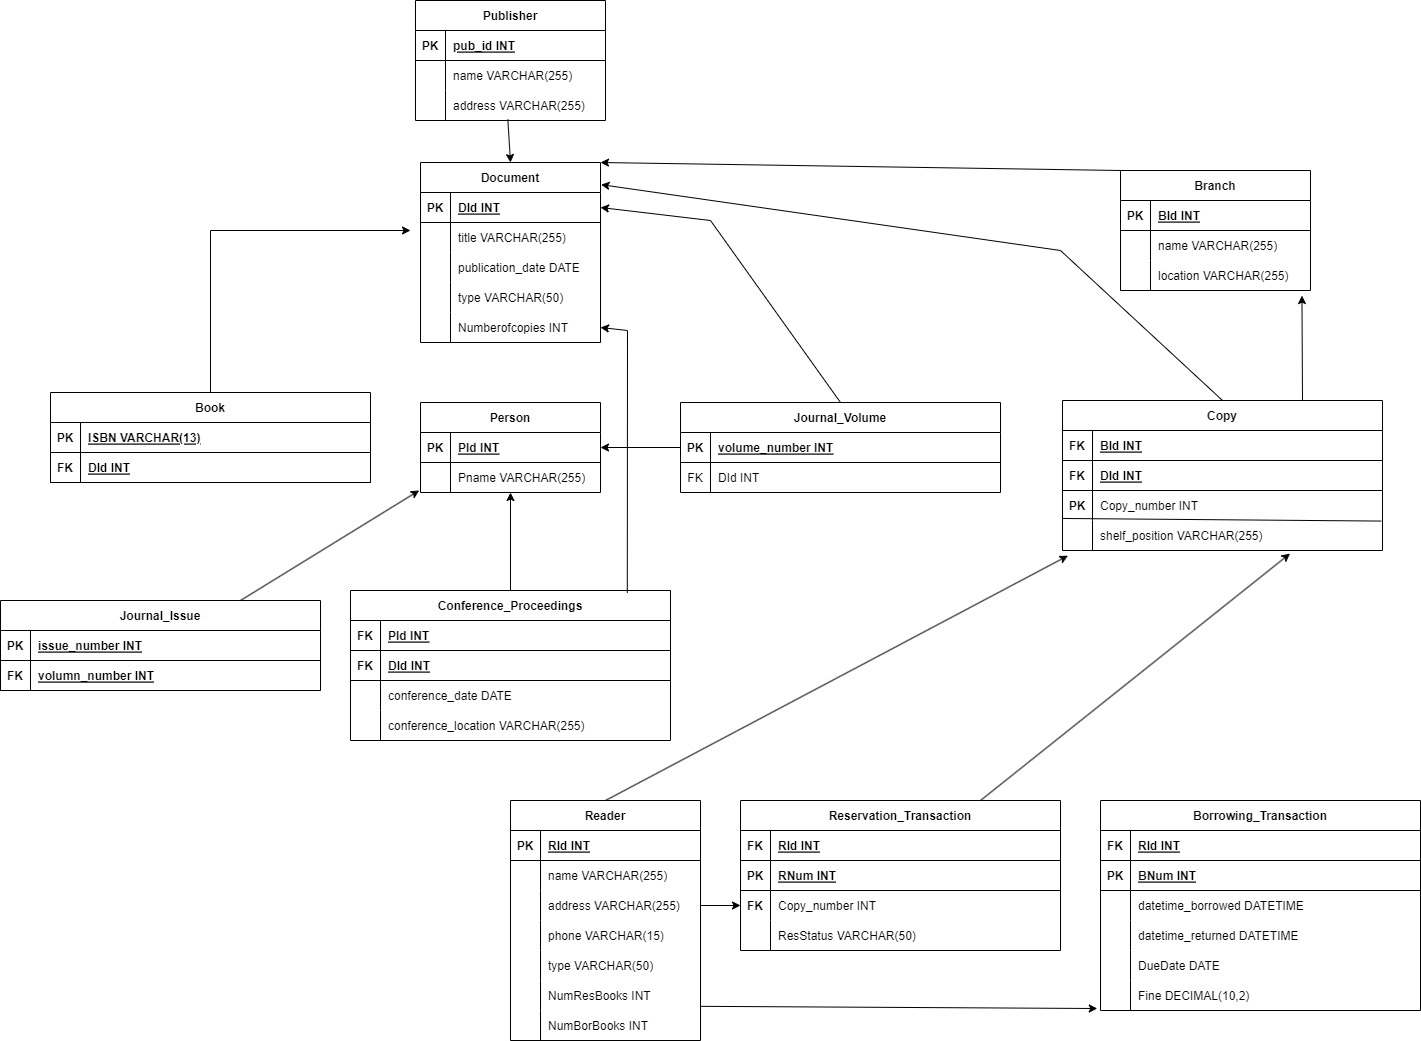 Publisher
PK pub_id INT
name VARCHAR(255)
address VARCHAR(255)
Document
PK DId INT
title VARCHAR(255)
publication_date DATE
type VARCHAR(50)
Numberofcopies INT
Branch
PK BId INT
name VARCHAR(255)
location VARCHAR(255)
Book
PK ISBN VARCHAR(13)
FK DId INT
Person
PK PId INT
Pname VARCHAR(255)
Journal_Volume
PK volume_number INT
FK DId INT
Copy
FK BId INT
FK DId INT
PK Copy_number INT
shelf_position VARCHAR(255)
Journal_Issue
PK issue_number INT
FK volumn_number INT
Conference_Proceedings
FK PId INT
FK DId INT
conference_date DATE
conference_location VARCHAR(255)
Reader
PK RId INT
name VARCHAR(255)
address VARCHAR(255)
phone VARCHAR(15)
type VARCHAR(50)
NumResBooks INT
NumBorBooks INT
Reservation_Transaction
FK RId INT
PK RNum INT
FK Copy_number INT
ResStatus VARCHAR(50)
Borrowing_Transaction
FK RId INT
PK BNum INT
datetime_borrowed DATETIME
datetime_returned DATETIME
DueDate DATE
Fine DECIMAL(10,2)